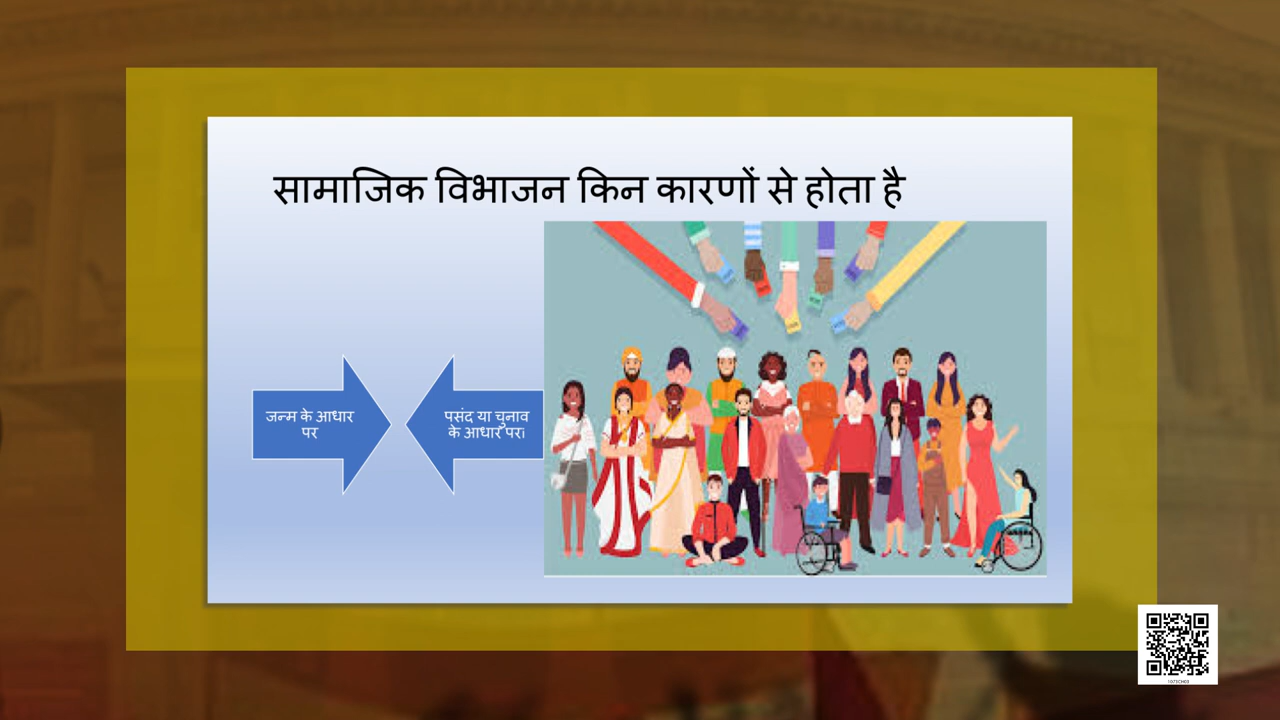 सामाजिक विभाजन किन कारणों से होता है
जन्म के आधार
पर
पसंद या चुनाव
के आधार पर।